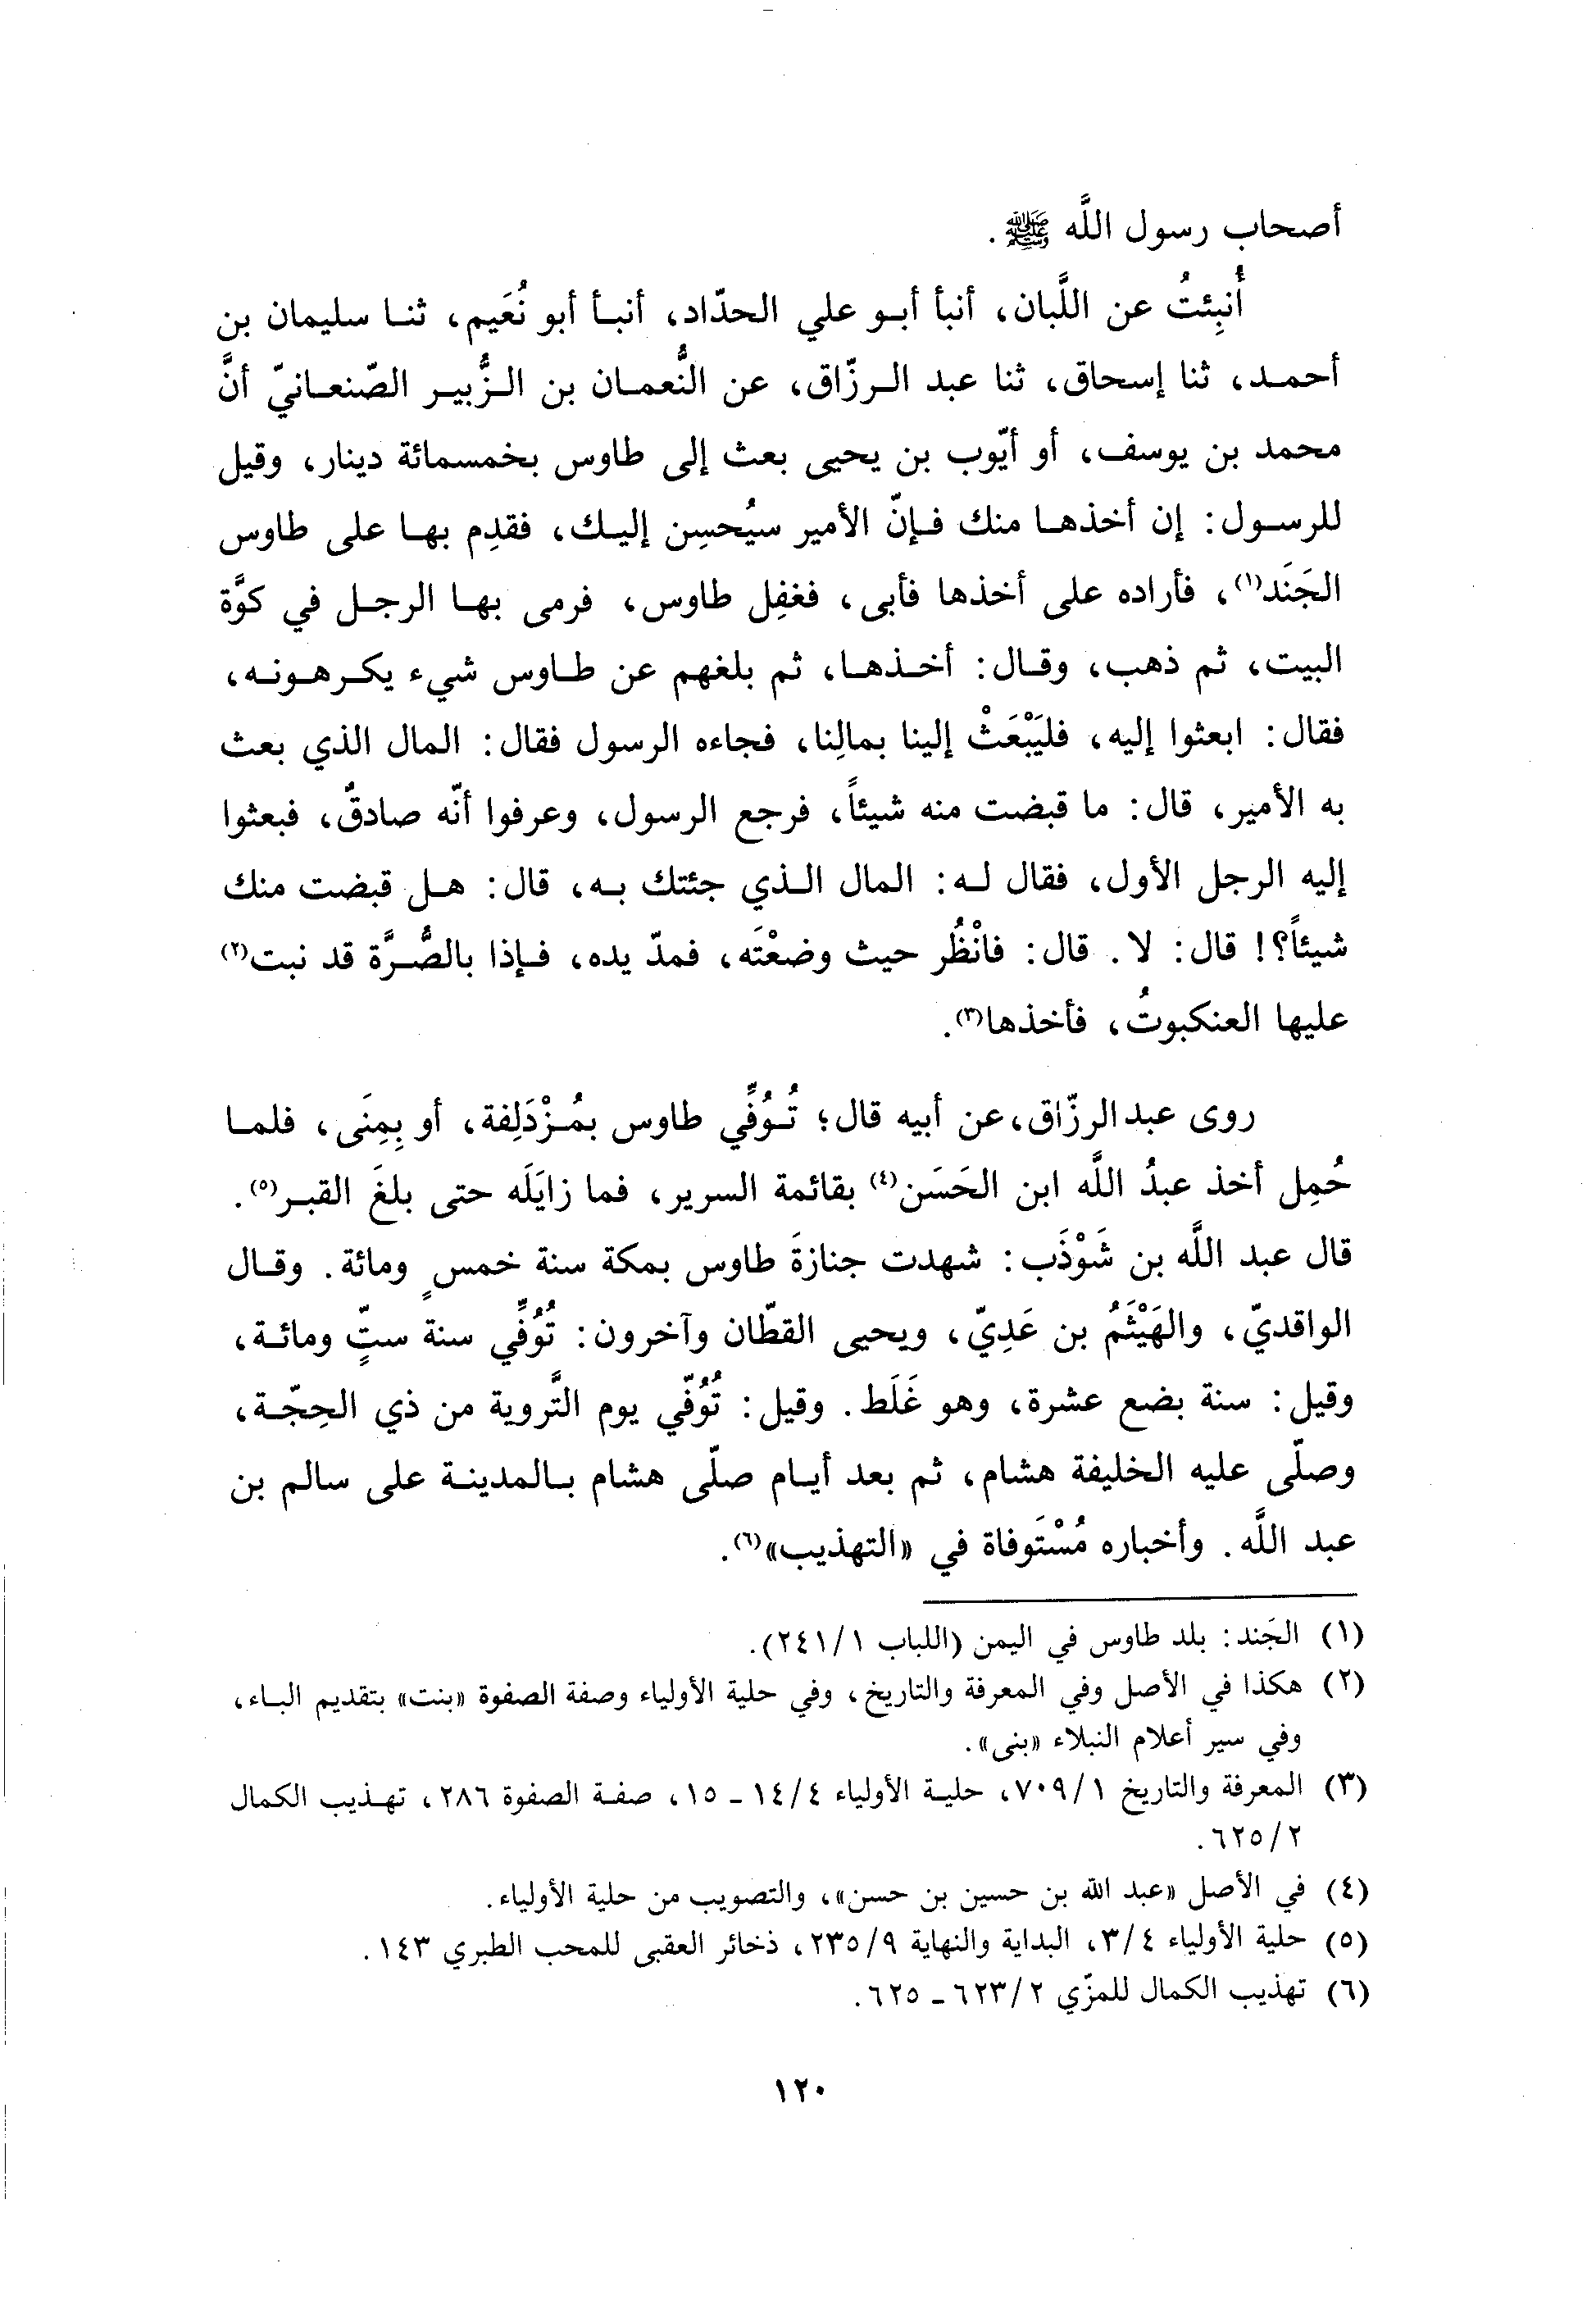 أصحاب رسول اللَّه ﷺ.
أُنبِئتُ عن اللَّبان، أنبأ أبو علي الحدّاد، أنبأ أبو نُعَيم، ثنا سليمان بن
أحمد، ثنا إسحاق، ثنا عبد الرزّاق، عن النُّعمان بن الزُّبير الصّنعانيّ أنَّ
محمد بن يوسف، أو أيّوب بن يحيى بعث إلى طاوس بخمسمائة دينار، وقيل
للرسول: إن أخذها منك فإنّ الأمير سيُحسِن إليك، فقدِم بها على طاوس
الجَنَد(١)، فأراده على أخذها فأبى، فغفِل طاوس، فرمى بها الرجل في كوَّة
البيت، ثم ذهب، وقال: أخذها، ثم بلغهم عن طاوس شيء يكرهونه،
فقال: ابعثوا إليه، فليَبْعَثْ إلينا بمالِنا، فجاءه الرسول فقال: المال الذي بعث
به الأمير، قال: ما قبضت منه شيئاً، فرجع الرسول، وعرفوا أنّه صادقٌ، فبعثوا
إليه الرجل الأول، فقال له: المال الذي جئتك به، قال: هل قبضت منك
شيئاً؟! قال: لا. قال: فانْظُر حيث وضعْتَه، فمدّ يده، فإذا بالصُّرَّة قد نبت(٢)
عليها العنكبوتُ، فأخذها(٣).
روى عبد الرزّاق، عن أبيه قال؛ تُوُفِّي طاوس بمُزْدَلِفة، أو بِمِنَى، فلما
حُمِل أخذ عبدُ اللَّه ابن الحَسَن(٤) بقائمة السرير، فما زايَلَه حتى بلغَ القبر(٥).
قال عبد اللَّه بن شَوْذَب: شهدت جنازةَ طاوس بمكة سنة خمسٍ ومائة. وقال
الواقديّ، والهَيْثَمُ بن عَدِيّ، ويحيى القطّان وآخرون: تُوُفِّي سنة ستٍّ ومائة،
وقيل: سنة بضع عشرة، وهو غَلَط. وقيل: تُوُفّي يوم التَّروية من ذي الحِجّة،
وصلّى عليه الخليفة هشام، ثم بعد أيام صلّى هشام بالمدينة على سالم بن
عبد اللَّه. وأخباره مُسْتَوفاة في «التهذيب»(٦).
(١) الجَند: بلد طاوس في اليمن (اللباب ٢٤١/١).
(٢) هكذا في الأصل وفي المعرفة والتاريخ، وفي حلية الأولياء وصفة الصفوة «بنت» بتقديم الباء،
وفي سير أعلام النبلاء «بنى».
(٣) المعرفة والتاريخ ٧٠٩/١، حلية الأولياء ١٤/٤ - ١٥، صفة الصفوة ٢٨٦، تهذيب الكمال
٦٢٥/٢.
(٤) في الأصل «عبد الله بن حسين بن حسن»، والتصويب من حلية الأولياء.
(٥) حلية الأولياء ٣/٤، البداية والنهاية ٢٣٥/٩، ذخائر العقبى للمحب الطبري ١٤٣.
(٦) تهذيب الكمال للمزّي ٦٢٣/٢ - ٦٢٥.
١٢٠